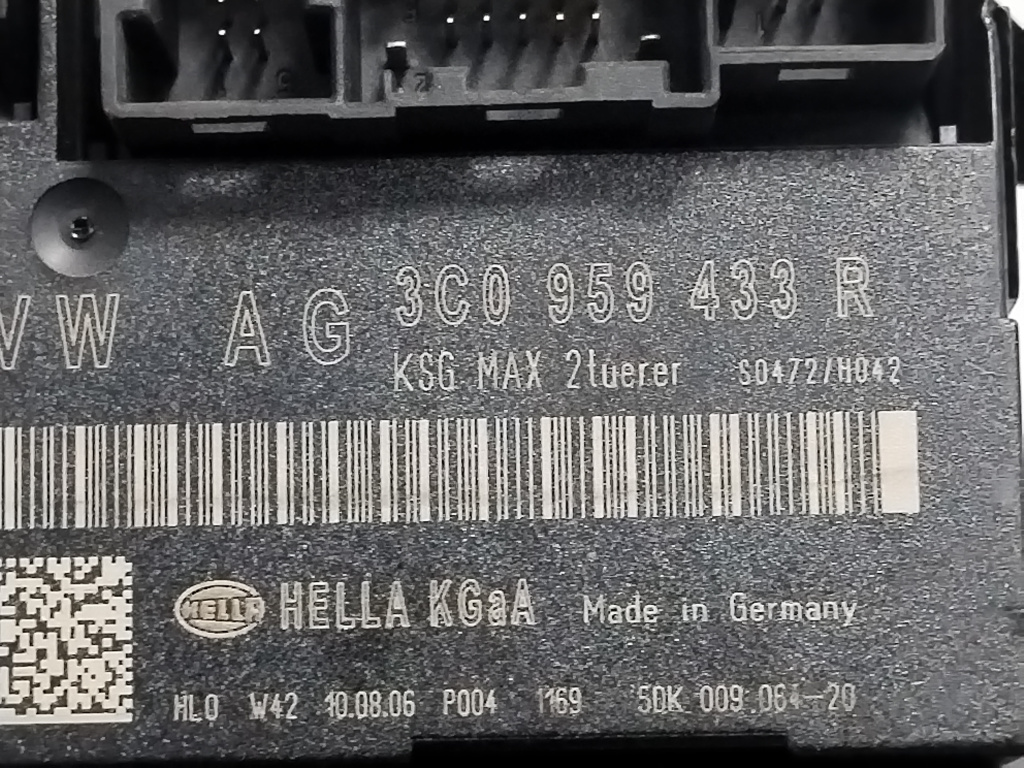 VW AG 3C0 959 433 R
KSG MAX 2tuerer S0472/H042
HELLA HELLA KGaA Made in Germany
HLO W42 10.08.06 P004 1169 5DK 009 064-20